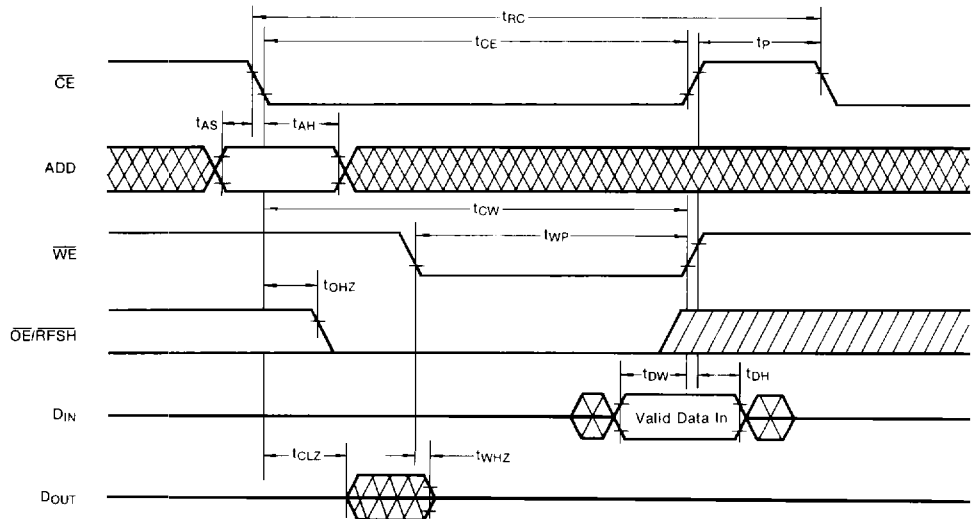 tRC
tCE
tP
CE
tAS
tAH
ADD
tCW
tWP
WE
tOHZ
OE/RFSH
tDW
tDH
DIN
Valid Data In
tCLZ
tWHZ
DOUT